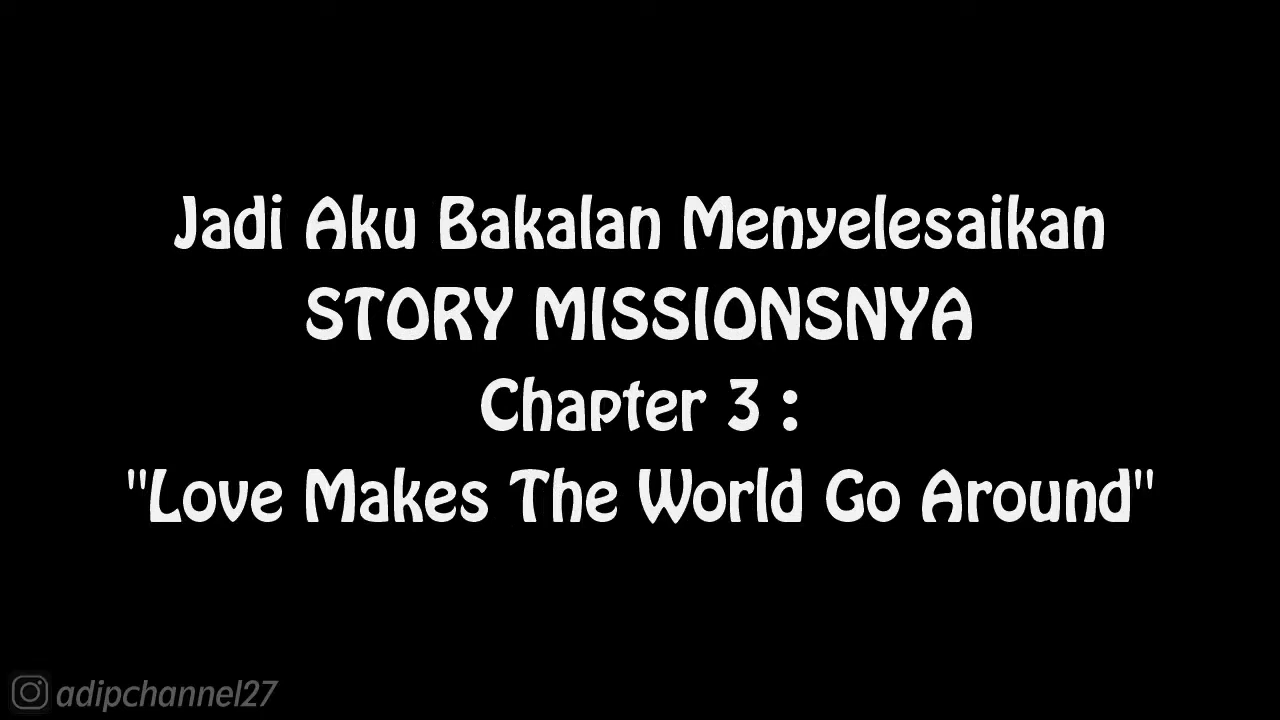 Jadi Aku Bakalan Menyelesaikan
STORY MISSIONSNYA
Chapter 3 :
"Love Makes The World Go Around"
adipchannel27